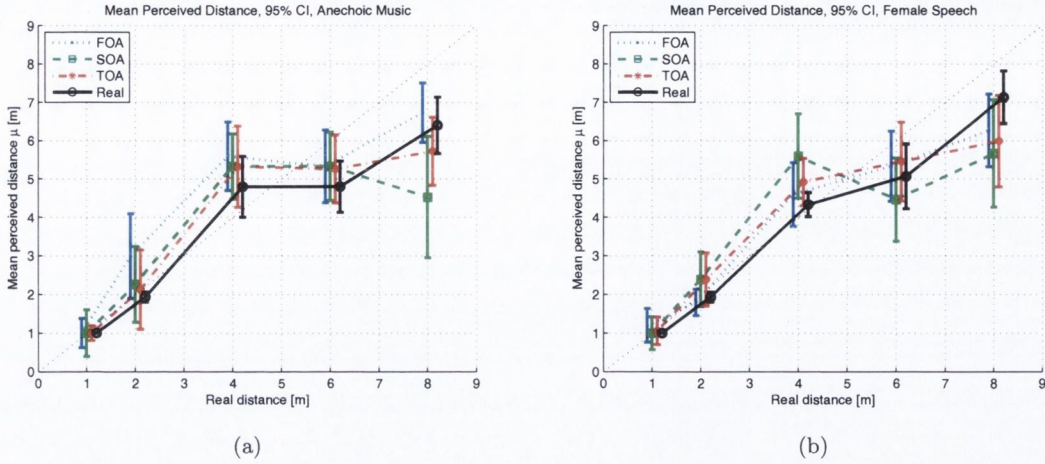 Mean Perceived Distance, 95% CI, Anechoic Music
9
8
7
6
5
4
3
2
1
0
Mean perceived distance μ [m]
FOA
SOA
TOA
Real
0 1 2 3 4 5 6 7 8 9
Real distance [m]
(a)
Mean Perceived Distance, 95% CI, Female Speech
9
8
7
6
5
4
3
2
1
0
Mean perceived distance μ [m]
FOA
SOA
TOA
Real
0 1 2 3 4 5 6 7 8 9
Real distance [m]
(b)